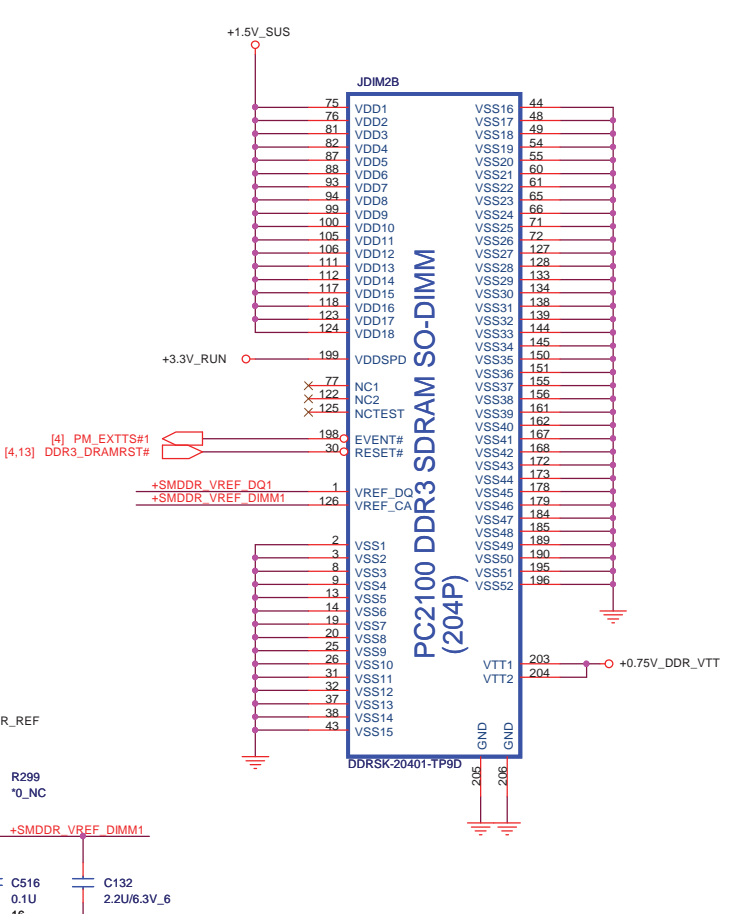 +1.5V_SUS
JDIM2B
75 VDD1 VSS16 44
76 VDD2 VSS17 48
81 VDD3 VSS18 49
82 VDD4 VSS19 54
87 VDD5 VSS20 55
88 VDD6 VSS21 60
93 VDD7 VSS22 61
94 VDD8 VSS23 65
99 VDD9 VSS24 66
100 VDD10 VSS25 71
105 VDD11 VSS26 72
106 VDD12 VSS27 127
111 VDD13 VSS28 128
112 VDD14 VSS29 133
117 VDD15 VSS30 134
118 VDD16 VSS31 138
123 VDD17 VSS32 139
124 VDD18 VSS33 144
VSS34 145
+3.3V_RUN 199 VDDSPD VSS35 150
VSS36 151
77 NC1 VSS37 155
122 NC2 VSS38 156
125 NCTEST VSS39 161
VSS40 162
[4] PM_EXTTS#1 198 EVENT# VSS41 167
[4,13] DDR3_DRAMRST# 30 RESET# VSS42 168
VSS43 172
VSS44 173
+SMDDR_VREF_DQ1 1 VREF_DQ VSS45 178
+SMDDR_VREF_DIMM1 126 VREF_CA VSS46 179
VSS47 184
VSS48 185
2 VSS1 VSS49 189
3 VSS2 VSS50 190
8 VSS3 VSS51 195
9 VSS4 VSS52 196
13 VSS5
14 VSS6
19 VSS7
20 VSS8
25 VSS9
26 VSS10 VTT1 203 +0.75V_DDR_VTT
31 VSS11 VTT2 204
32 VSS12
37 VSS13
38 VSS14
43 VSS15
PC2100 DDR3 SDRAM SO-DIMM
(204P)
GND GND
DDRSK-20401-TP9D
205 206
R_REF
R299
*0_NC
+SMDDR_VREF_DIMM1
C516 C132
0.1U 2.2U/6.3V_6